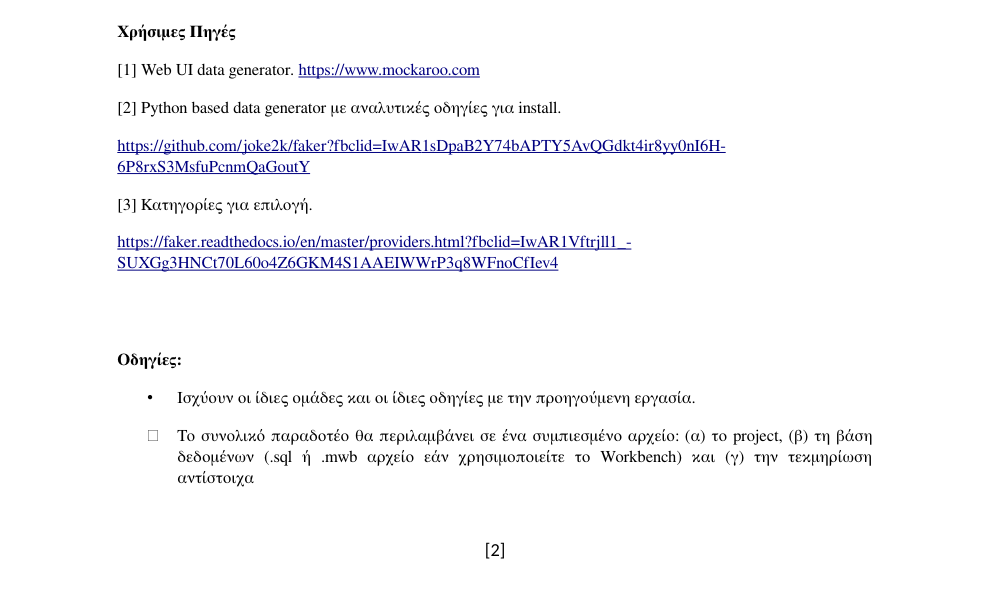 Χρήσιμες Πηγές
[1] Web UI data generator. https://www.mockaroo.com
[2] Python based data generator με αναλυτικές οδηγίες για install.
https://github.com/joke2k/faker?fbclid=IwAR1sDpaB2Y74bAPTY5AvQGdkt4ir8yy0nI6H-
6P8rxS3MsfuPcnmQaGoutY
[3] Κατηγορίες για επιλογή.
https://faker.readthedocs.io/en/master/providers.html?fbclid=IwAR1Vftrjll1_-
SUXGg3HNCt70L60o4Z6GKM4S1AAEIWWrP3q8WFnoCfIev4
Οδηγίες:
• Ισχύουν οι ίδιες ομάδες και οι ίδιες οδηγίες με την προηγούμενη εργασία.
□ Το συνολικό παραδοτέο θα περιλαμβάνει σε ένα συμπιεσμένο αρχείο: (α) το project, (β) τη βάση
δεδομένων (.sql ή .mwb αρχείο εάν χρησιμοποιείτε το Workbench) και (γ) την τεκμηρίωση
αντίστοιχα
[2]